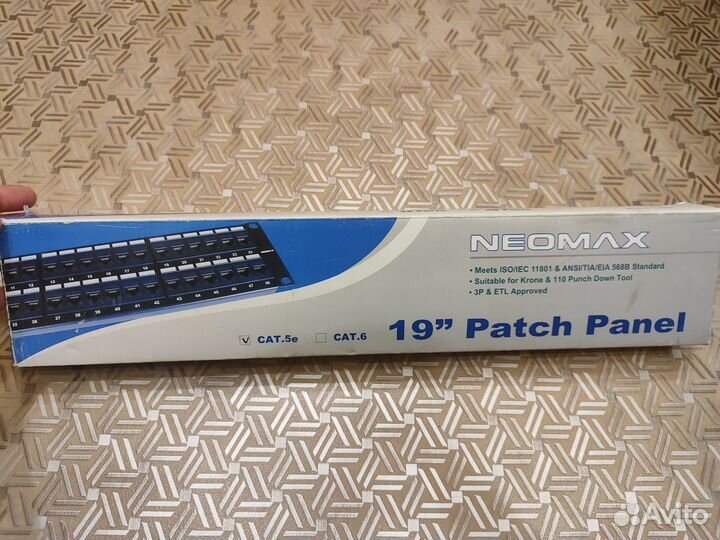 NEOMAX
• Meets ISO/IEC 11801 & ANSI/TIA/EIA 568B Standard
• Suitable for Krone & 110 Punch Down Tool
• 3P & ETL Approved
CAT.5e CAT.6 19” Patch Panel
Avito